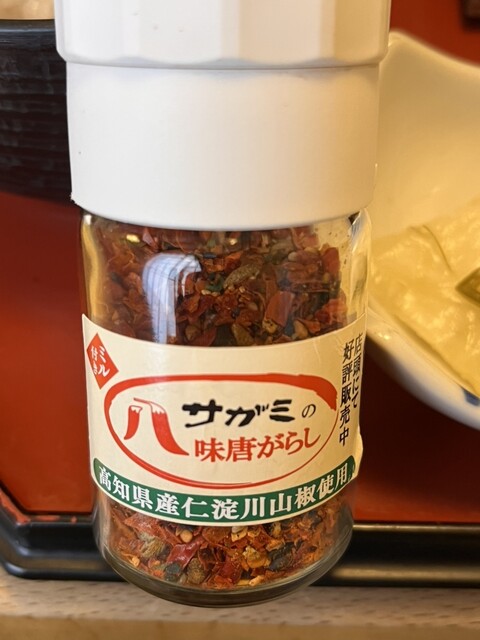 ミル
付き
サガミの
八味唐がらし
店頭にて
好評販売中
高知県産仁淀川山椒使用